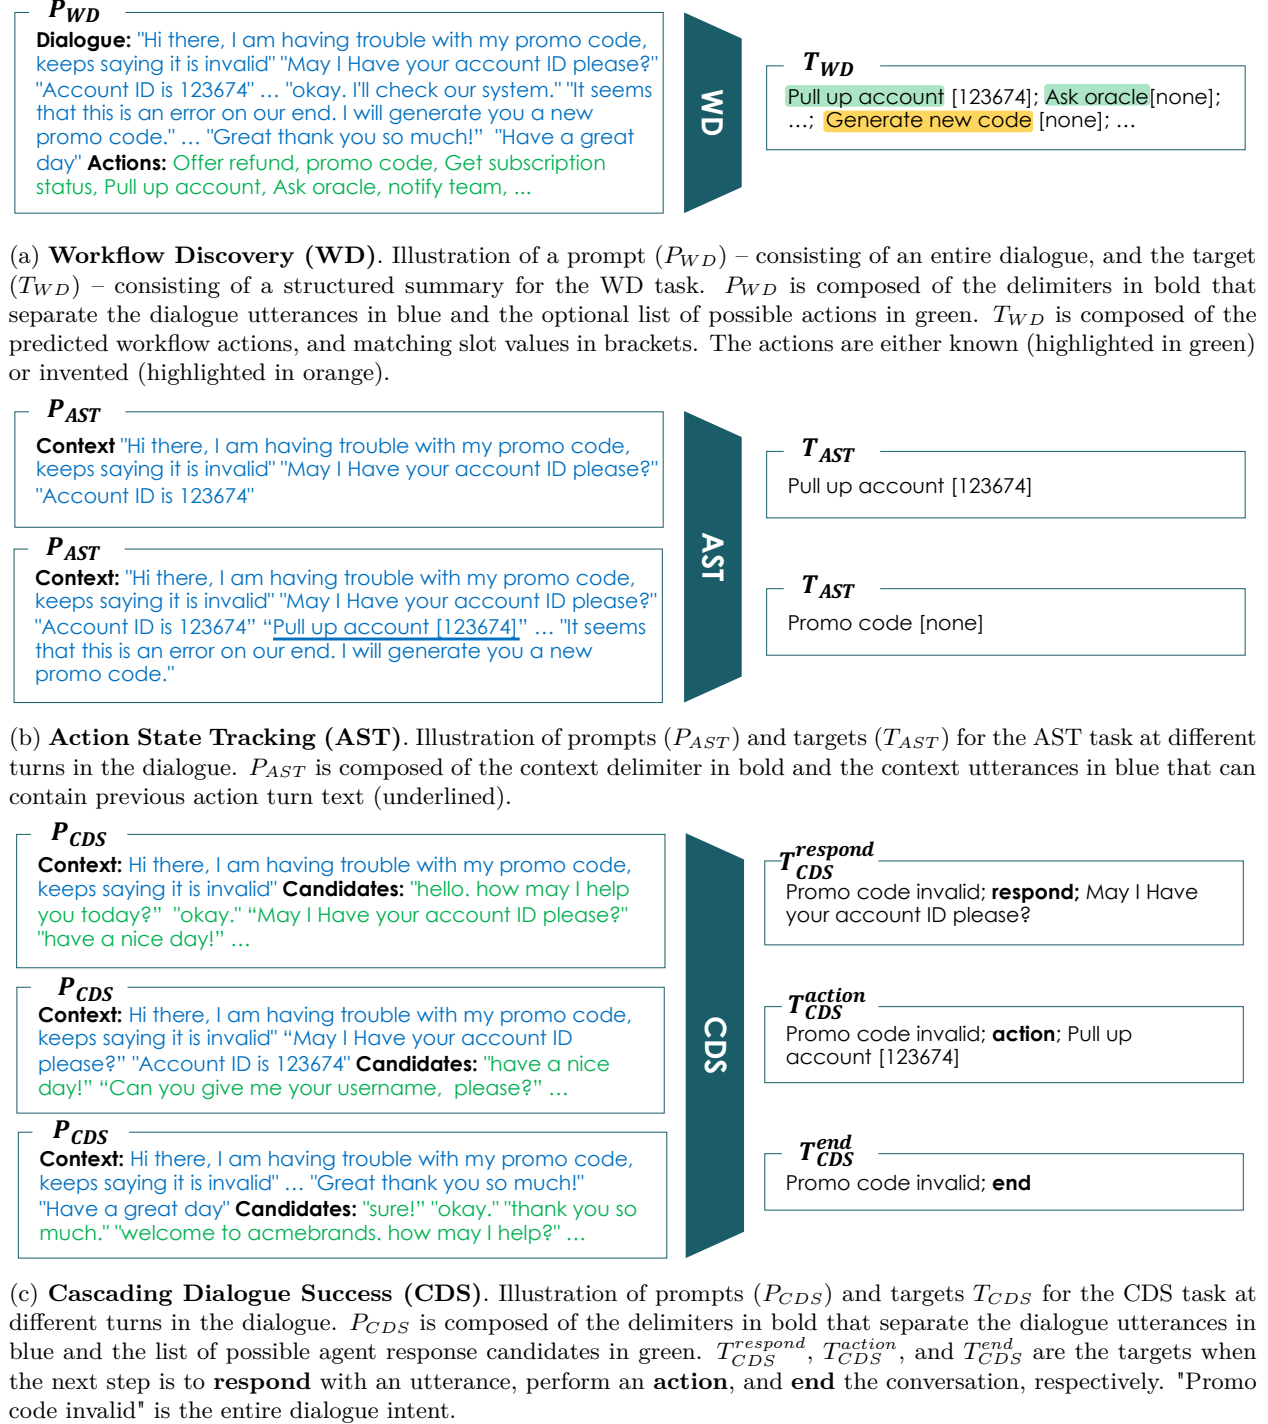 P_WD
Dialogue: "Hi there, I am having trouble with my promo code,
keeps saying it is invalid" "May I Have your account ID please?"
"Account ID is 123674" … "okay. I'll check our system." "It seems
that this is an error on our end. I will generate you a new
promo code." … "Great thank you so much!" "Have a great
day" Actions: Offer refund, promo code, Get subscription
status, Pull up account, Ask oracle, notify team, ...
WD
T_WD
Pull up account [123674]; Ask oracle[none];
...; Generate new code [none]; ...
(a) Workflow Discovery (WD). Illustration of a prompt (P_WD) – consisting of an entire dialogue, and the target
(T_WD) – consisting of a structured summary for the WD task. P_WD is composed of the delimiters in bold that
separate the dialogue utterances in blue and the optional list of possible actions in green. T_WD is composed of the
predicted workflow actions, and matching slot values in brackets. The actions are either known (highlighted in green)
or invented (highlighted in orange).
P_AST
Context "Hi there, I am having trouble with my promo code,
keeps saying it is invalid" "May I Have your account ID please?"
"Account ID is 123674"
P_AST
Context: "Hi there, I am having trouble with my promo code,
keeps saying it is invalid" "May I Have your account ID please?"
"Account ID is 123674” “Pull up account [123674]” … "It seems
that this is an error on our end. I will generate you a new
promo code."
AST
T_AST
Pull up account [123674]
T_AST
Promo code [none]
(b) Action State Tracking (AST). Illustration of prompts (P_AST) and targets (T_AST) for the AST task at different
turns in the dialogue. P_AST is composed of the context delimiter in bold and the context utterances in blue that can
contain previous action turn text (underlined).
P_CDS
Context: Hi there, I am having trouble with my promo code,
keeps saying it is invalid" Candidates: "hello. how may I help
you today?” "okay." “May I Have your account ID please?"
"have a nice day!” …
P_CDS
Context: Hi there, I am having trouble with my promo code,
keeps saying it is invalid" “May I Have your account ID
please?” "Account ID is 123674" Candidates: "have a nice
day!” “Can you give me your username, please?” …
P_CDS
Context: Hi there, I am having trouble with my promo code,
keeps saying it is invalid" … "Great thank you so much!"
"Have a great day" Candidates: "sure!” "okay." "thank you so
much." "welcome to acmebrands. how may I help?" …
CDS
T_CDS^respond
Promo code invalid; respond; May I Have
your account ID please?
T_CDS^action
Promo code invalid; action; Pull up
account [123674]
T_CDS^end
Promo code invalid; end
(c) Cascading Dialogue Success (CDS). Illustration of prompts (P_CDS) and targets T_CDS for the CDS task at
different turns in the dialogue. P_CDS is composed of the delimiters in bold that separate the dialogue utterances in
blue and the list of possible agent response candidates in green. T_CDS^respond, T_CDS^action, and T_CDS^end are the targets when
the next step is to respond with an utterance, perform an action, and end the conversation, respectively. "Promo
code invalid" is the entire dialogue intent.